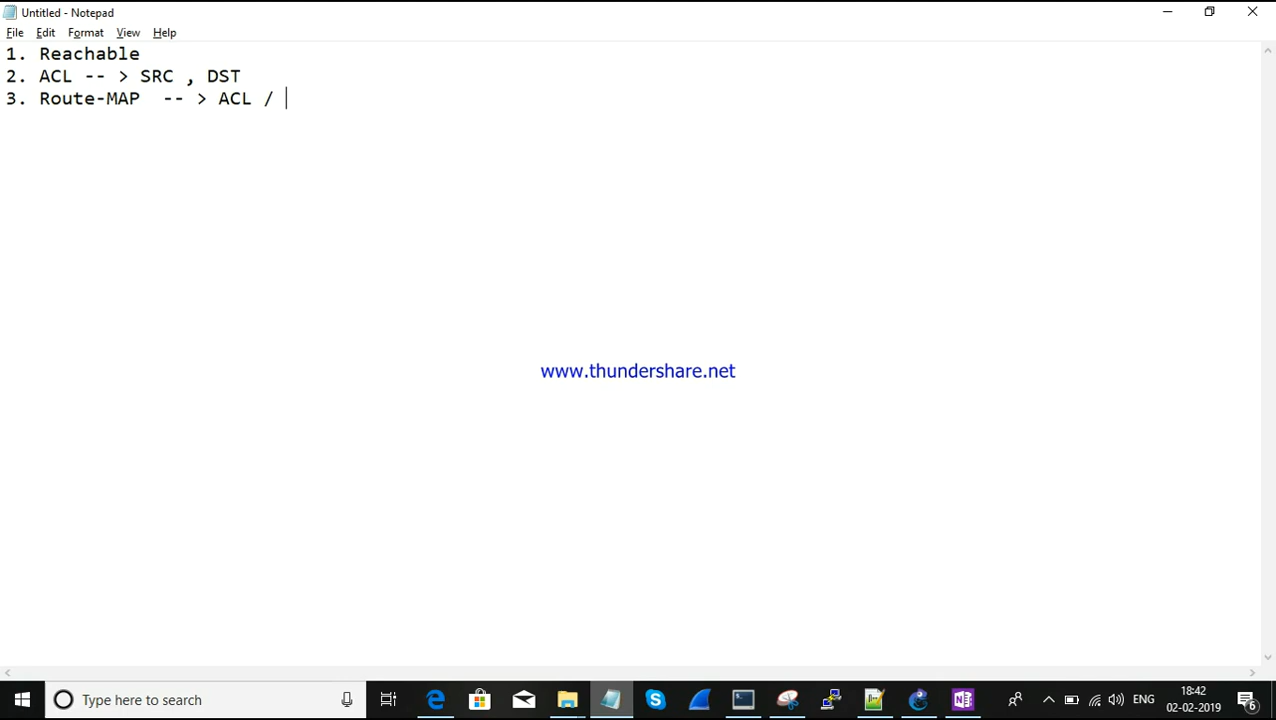 Untitled - Notepad
File Edit Format View Help
1. Reachable
2. ACL -- > SRC , DST
3. Route-MAP  -- > ACL /
www.thundershare.net
Type here to search
ENG
18:42
02-02-2019
6